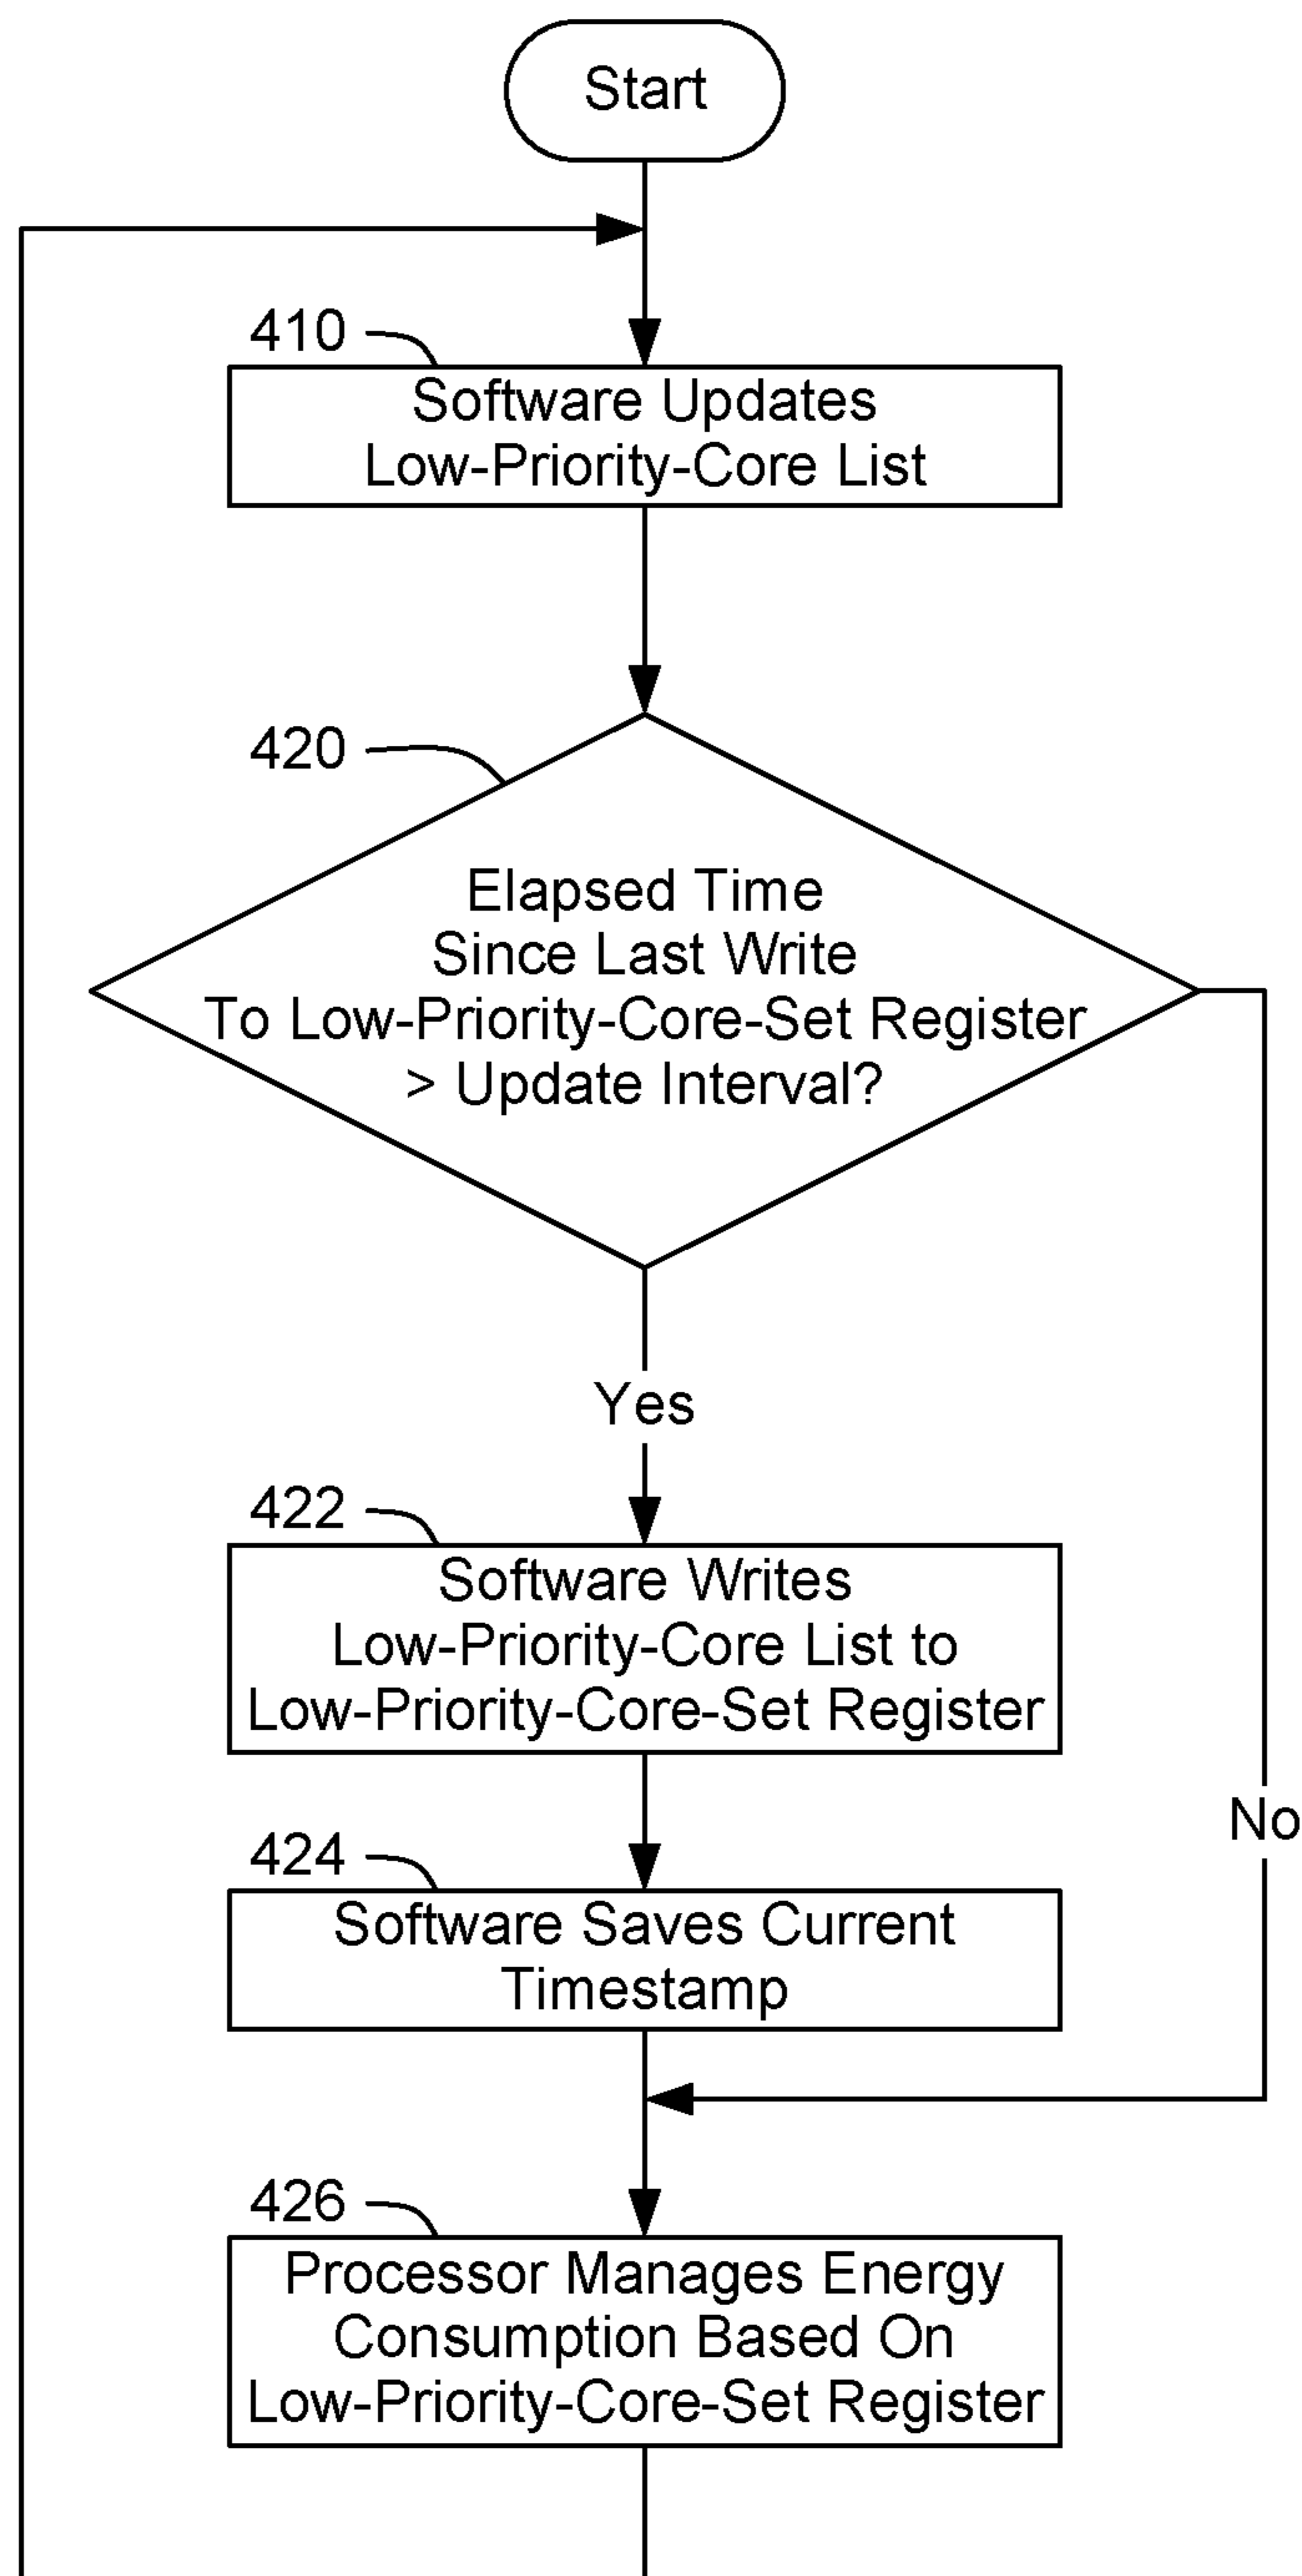 Start
410
Software Updates
Low-Priority-Core List
420
Elapsed Time
Since Last Write
To Low-Priority-Core-Set Register
> Update Interval?
Yes
422
Software Writes
Low-Priority-Core List to
Low-Priority-Core-Set Register
No
424
Software Saves Current
Timestamp
426
Processor Manages Energy
Consumption Based On
Low-Priority-Core-Set Register